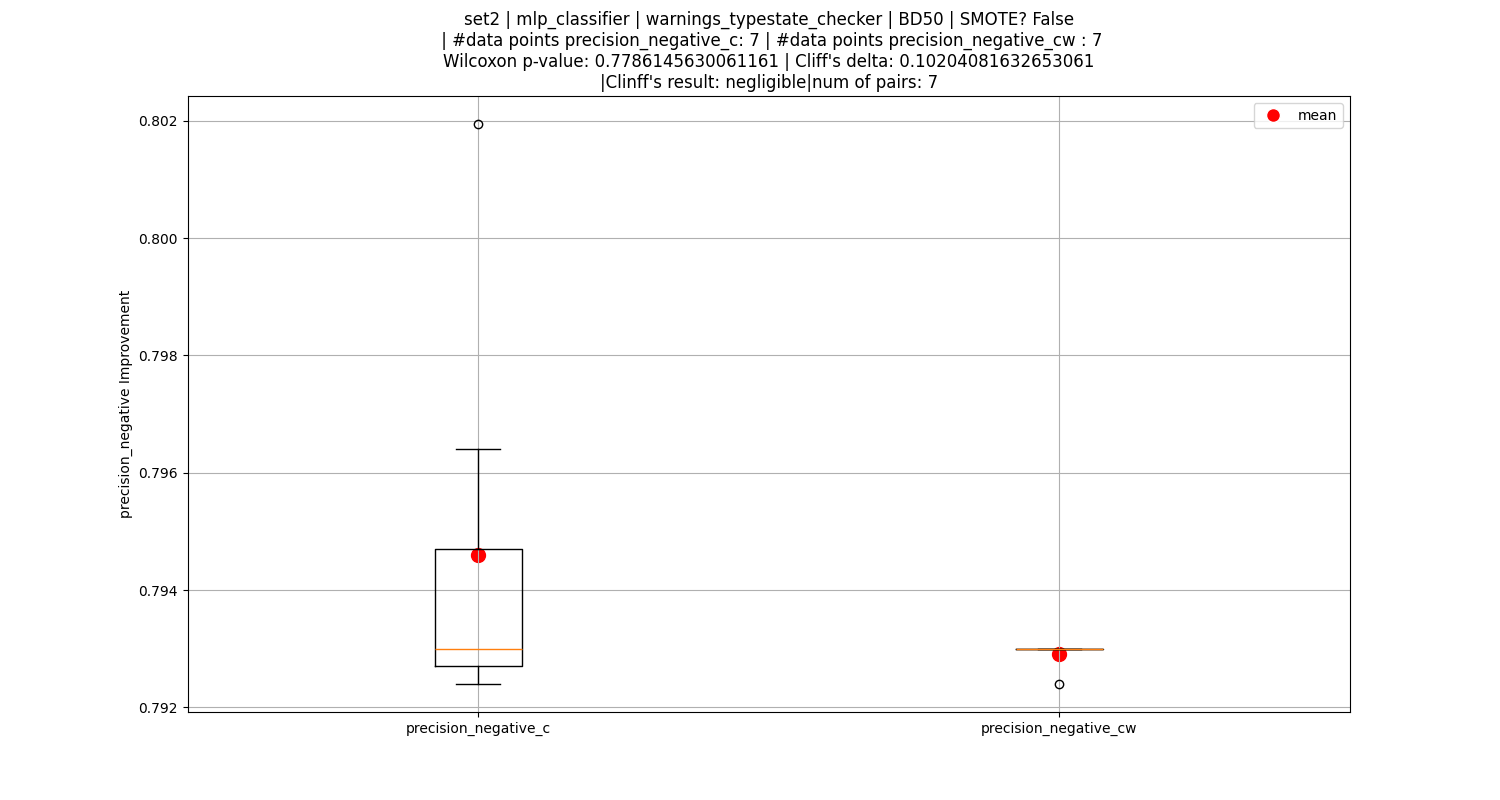 set2 | mlp_classifier | warnings_typestate_checker | BD50 | SMOTE? False
| #data points precision_negative_c: 7 | #data points precision_negative_cw : 7
Wilcoxon p-value: 0.7786145630061161 | Cliff's delta: 0.10204081632653061
|Clinff's result: negligible|num of pairs: 7
mean
0.802
0.800
0.798
0.796
0.794
0.792
precision_negative Improvement
precision_negative_c
precision_negative_cw